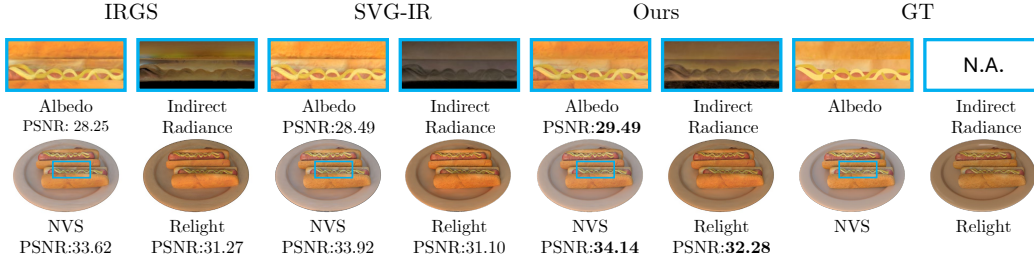 IRGS SVG-IR Ours GT
N.A.
Albedo Indirect Albedo Indirect Albedo Indirect Albedo Indirect
PSNR: 28.25 Radiance PSNR:28.49 Radiance PSNR:29.49 Radiance Radiance
NVS Relight NVS Relight NVS Relight NVS Relight
PSNR:33.62 PSNR:31.27 PSNR:33.92 PSNR:31.10 PSNR:34.14 PSNR:32.28